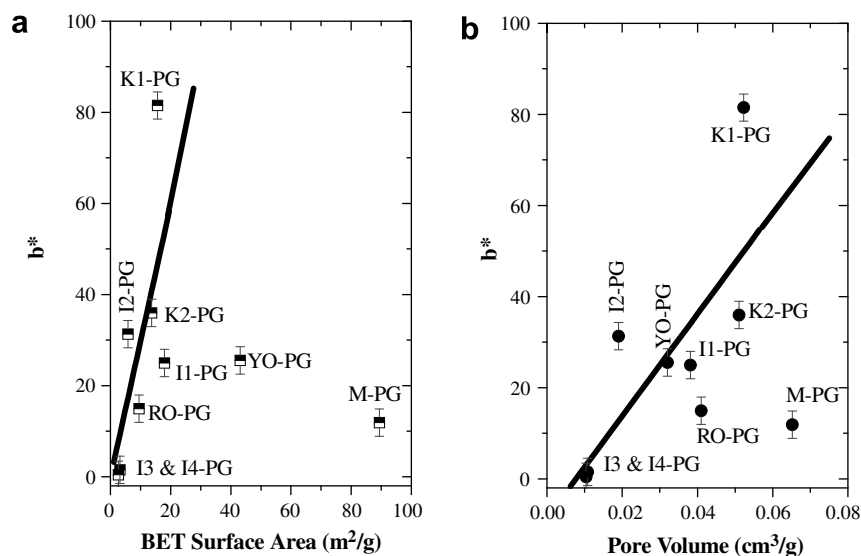 a
100
80
60
40
20
0
b*
K1-PG
I2-PG
K2-PG
I1-PG
YO-PG
RO-PG
M-PG
I3 & I4-PG
0 20 40 60 80 100
BET Surface Area (m²/g)
b
100
80
60
40
20
0
b*
K1-PG
I2-PG
YO-PG
K2-PG
I1-PG
M-PG
RO-PG
I3 & I4-PG
0.00 0.02 0.04 0.06 0.08
Pore Volume (cm³/g)